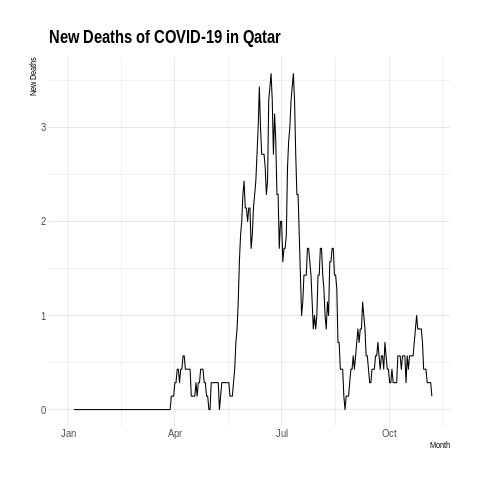 New Deaths of COVID-19 in Qatar
New Deaths
3
2
1
0
Jan Apr Jul Oct
Month